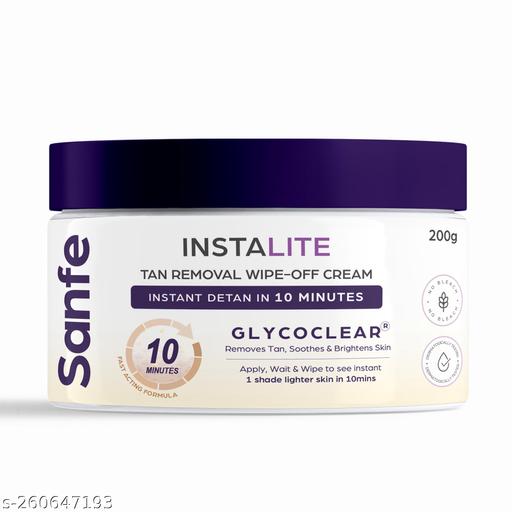 Sanfe
INSTALITE
200g
TAN REMOVAL WIPE-OFF CREAM
INSTANT DETAN IN 10 MINUTES
10
MINUTES
FAST ACTING FORMULA
GLYCOCLEAR®
Removes Tan, Soothes & Brightens Skin
Apply, Wait & Wipe to see instant
1 shade lighter skin in 10mins
NO BLEACH
NO BLEACH
s-260647193